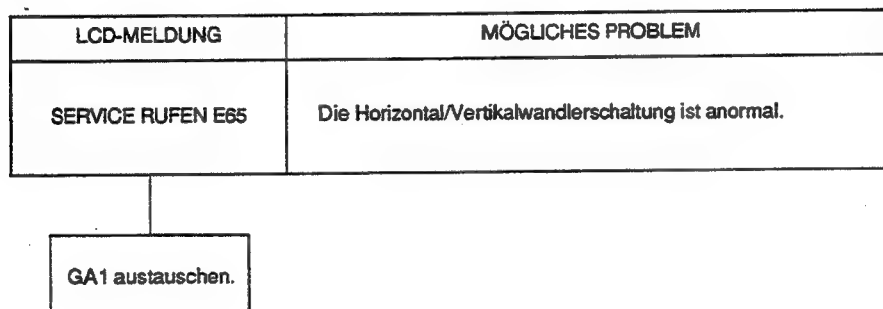 LCD-MELDUNG
MÖGLICHES PROBLEM
SERVICE RUFEN E65
Die Horizontal/Vertikalwandlerschaltung ist anormal.
GA1 austauschen.